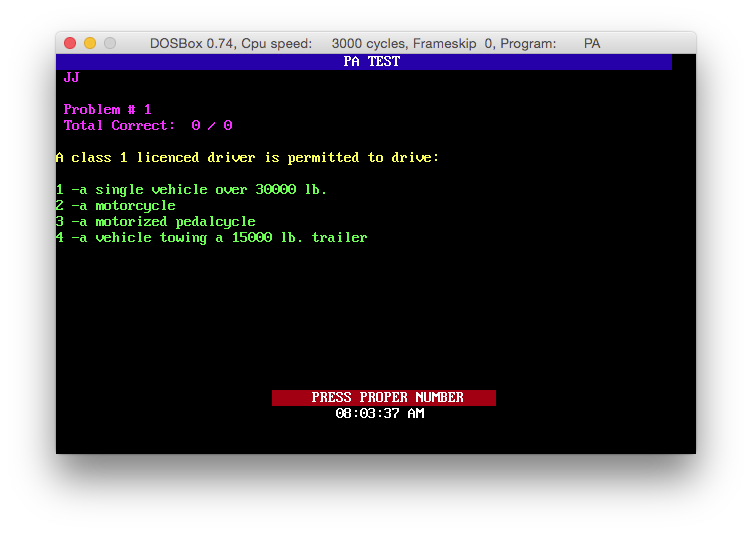 DOSBox 0.74, Cpu speed: 3000 cycles, Frameskip 0, Program: PA
PA TEST
JJ
Problem # 1
Total Correct: 0 / 0
A class 1 licenced driver is permitted to drive:
1 -a single vehicle over 30000 lb.
2 -a motorcycle
3 -a motorized pedalcycle
4 -a vehicle towing a 15000 lb. trailer
PRESS PROPER NUMBER
08:03:37 AM